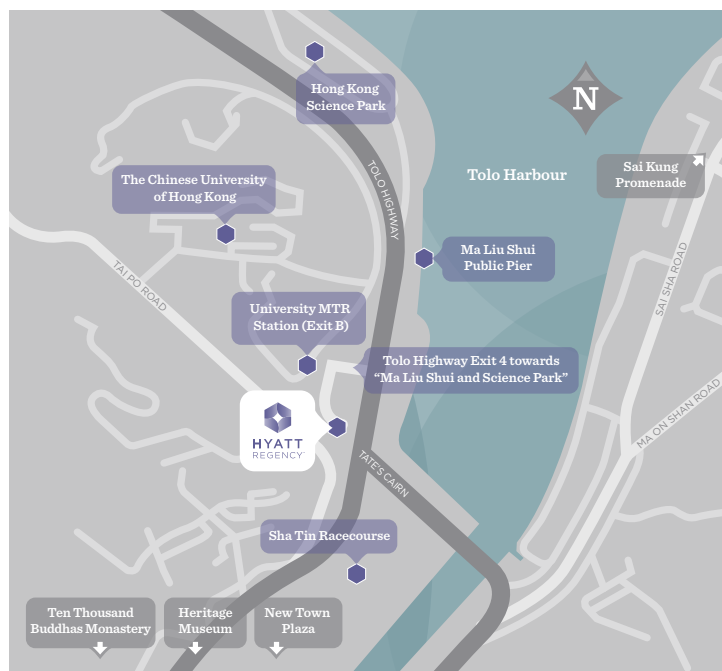 Hong Kong
Science Park
N
TOLO HIGHWAY
Tolo Harbour
Sai Kung
Promenade
The Chinese University
of Hong Kong
Ma Liu Shui
Public Pier
TAI PO ROAD
SAI SHA ROAD
University MTR
Station (Exit B)
Tolo Highway Exit 4 towards
“Ma Liu Shui and Science Park”
MA ON SHAN ROAD
HYATT
REGENCY™
TATE'S CAIRN
Sha Tin Racecourse
Ten Thousand
Buddhas Monastery
Heritage
Museum
New Town
Plaza